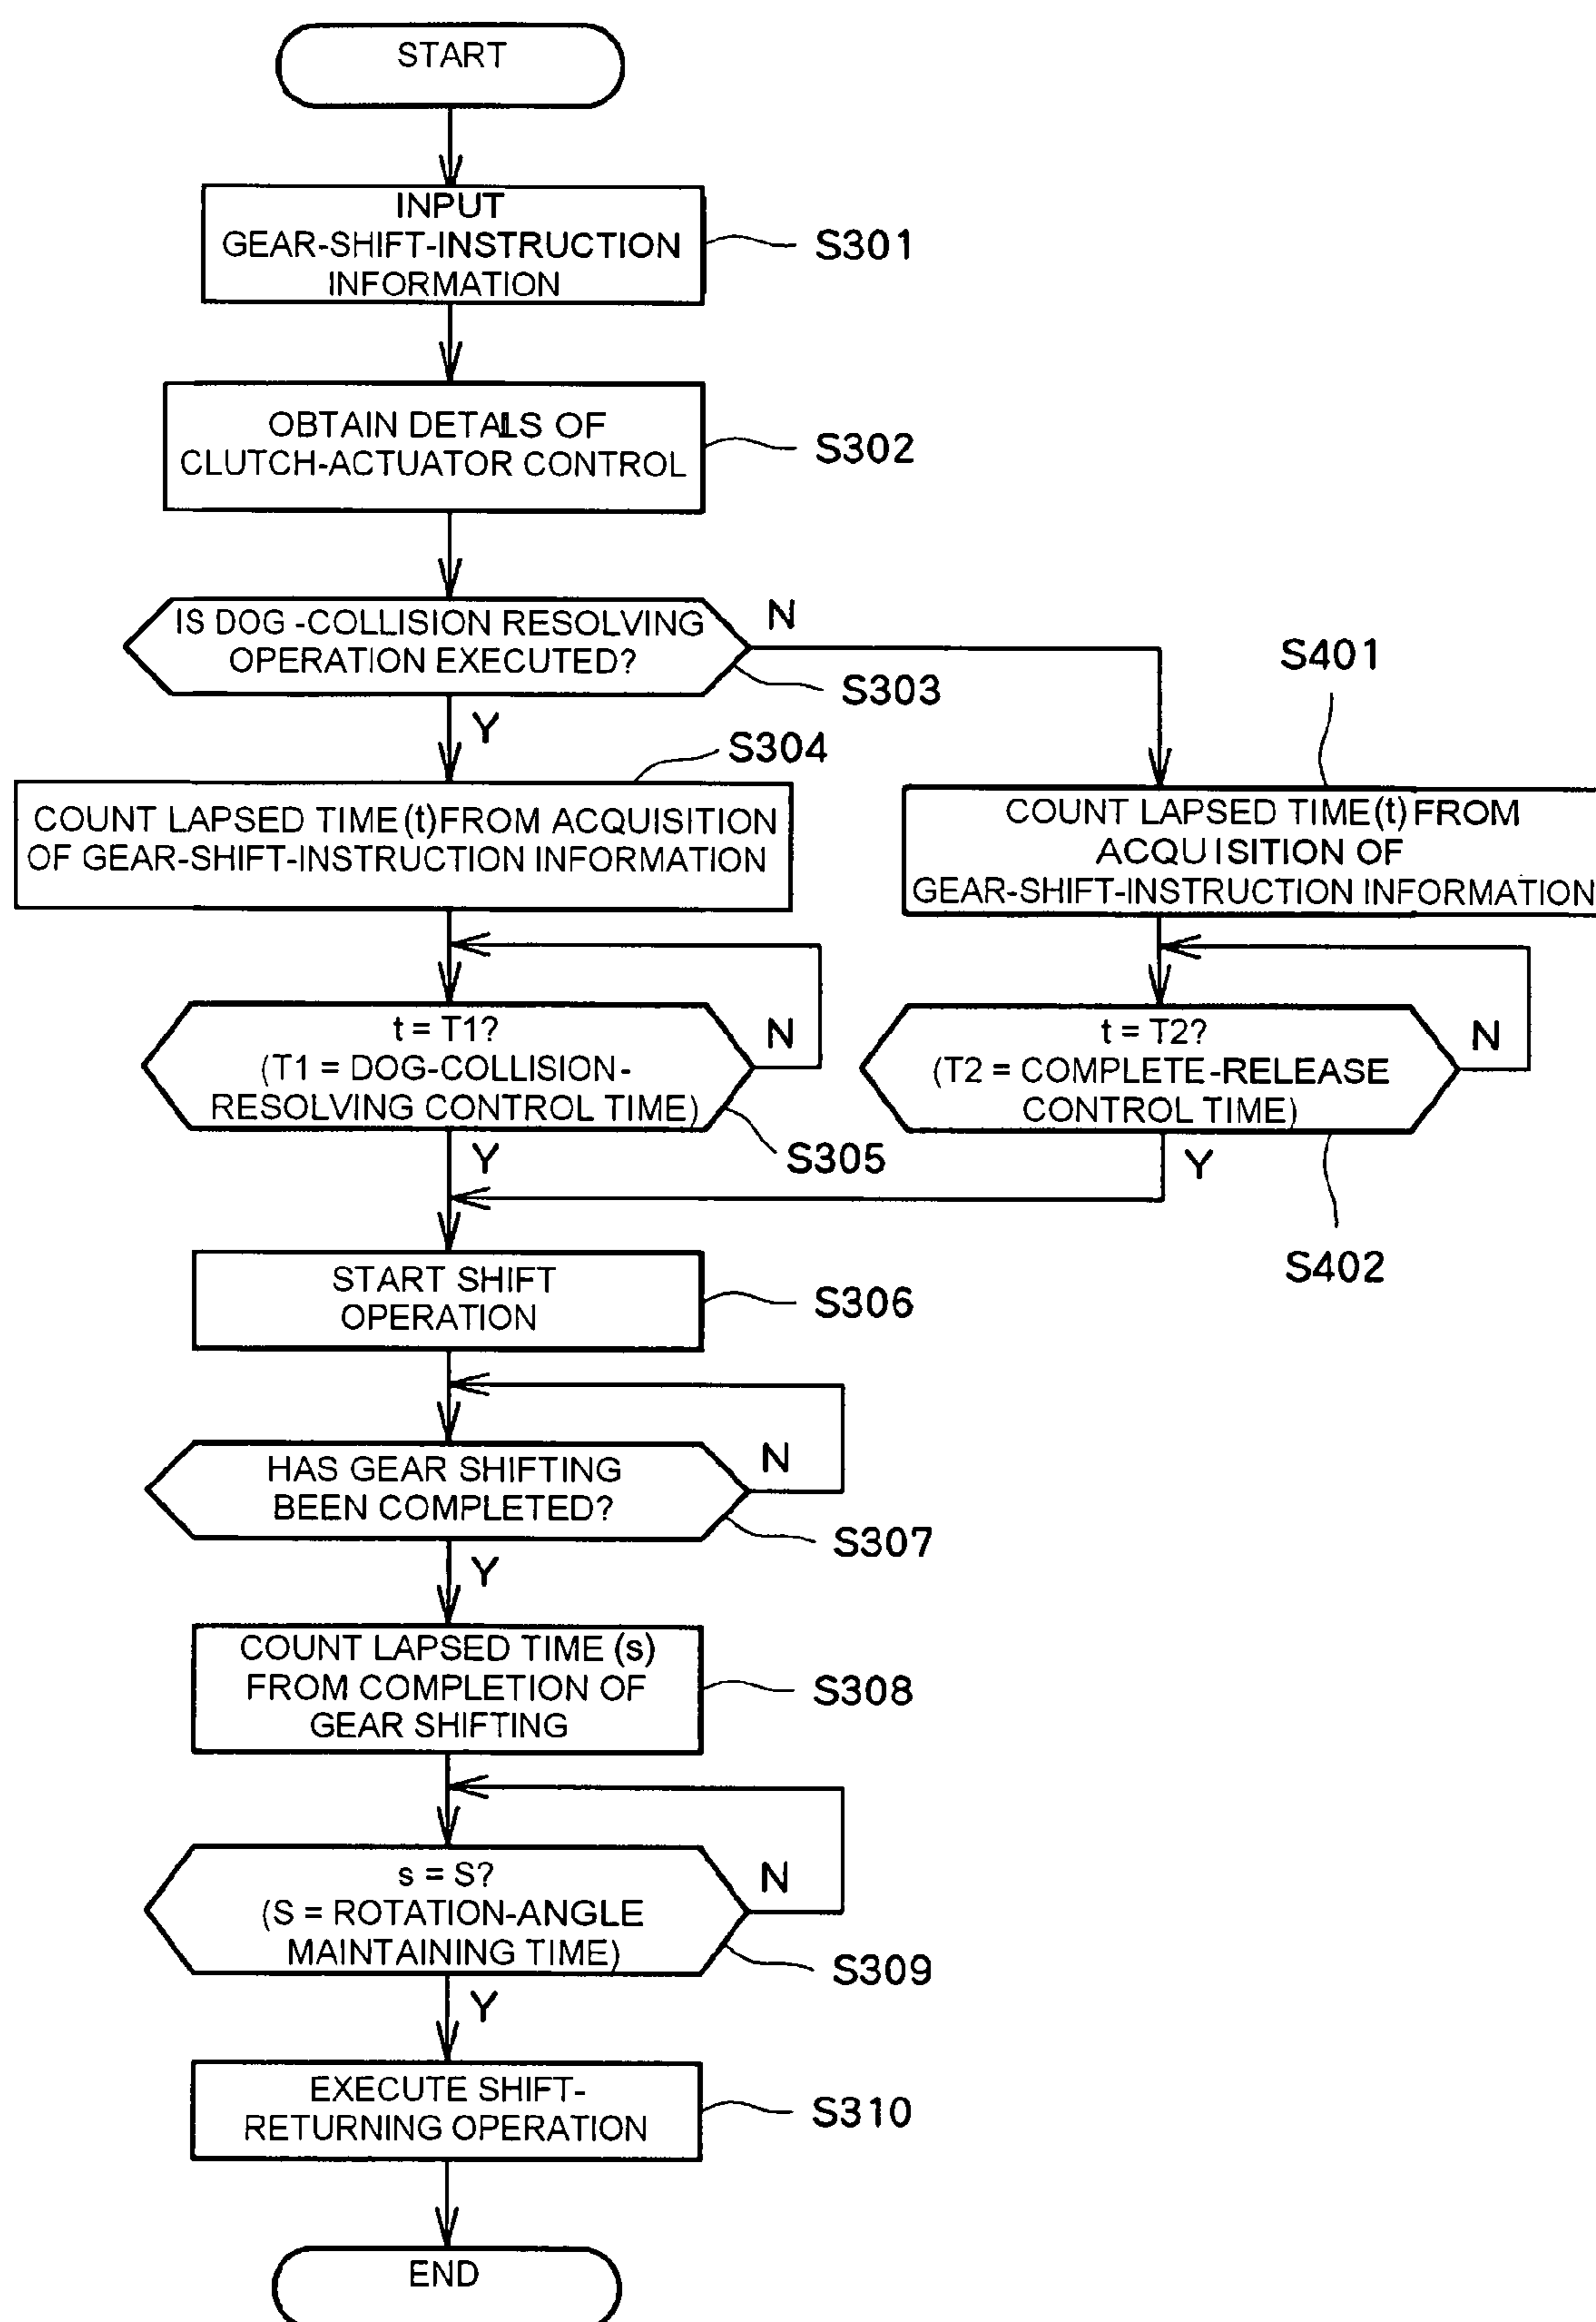 START
INPUT
GEAR-SHIFT-INSTRUCTION
INFORMATION
S301
OBTAIN DETAILS OF
CLUTCH-ACTUATOR CONTROL
S302
IS DOG-COLLISION RESOLVING
OPERATION EXECUTED?
N
S303
Y
S304
COUNT LAPSED TIME(t)FROM ACQUISITION
OF GEAR-SHIFT-INSTRUCTION INFORMATION
S401
COUNT LAPSED TIME(t) FROM
ACQUISITION OF
GEAR-SHIFT-INSTRUCTION INFORMATION
t = T1?
(T1 = DOG-COLLISION-
RESOLVING CONTROL TIME)
N
S305
Y
t = T2?
(T2 = COMPLETE-RELEASE
CONTROL TIME)
N
Y
S402
START SHIFT
OPERATION
S306
HAS GEAR SHIFTING
BEEN COMPLETED?
N
S307
Y
COUNT LAPSED TIME (s)
FROM COMPLETION OF
GEAR SHIFTING
S308
s = S?
(S = ROTATION-ANGLE
MAINTAINING TIME)
N
S309
Y
EXECUTE SHIFT-
RETURNING OPERATION
S310
END